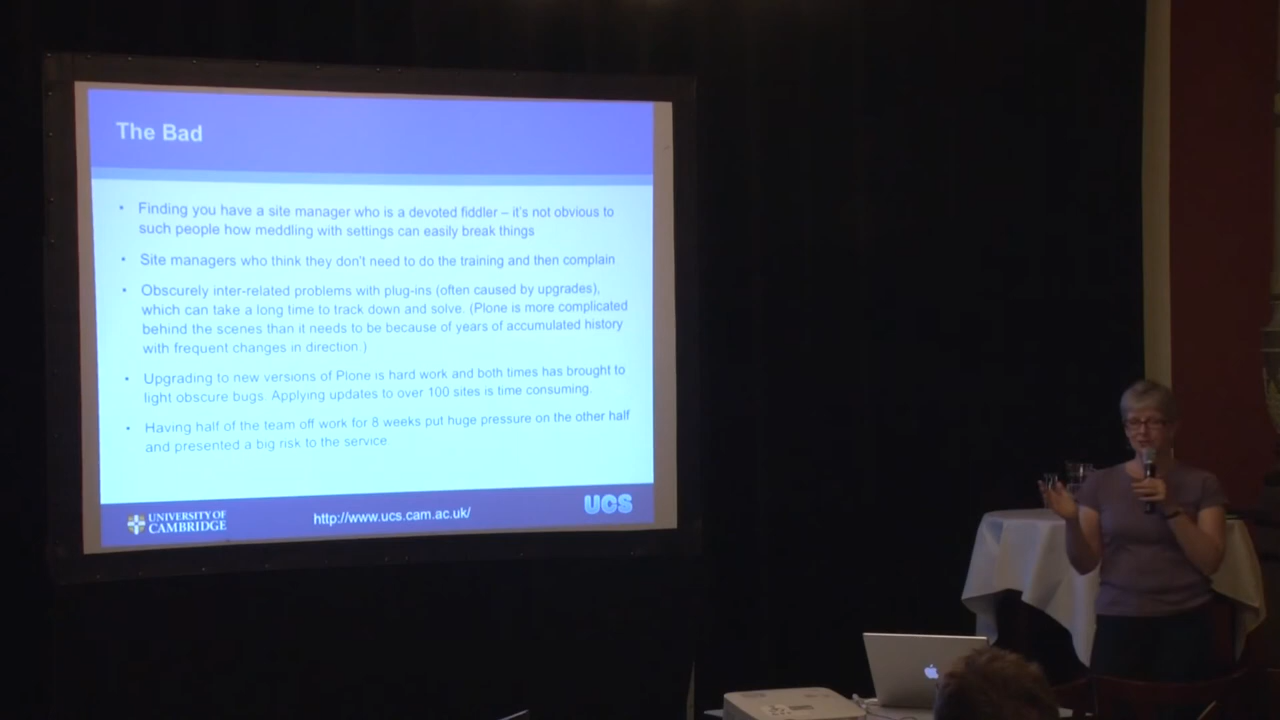 The Bad
• Finding you have a site manager who is a devoted fiddler – it's not obvious to
such people how meddling with settings can easily break things
• Site managers who think they don't need to do the training and then complain
• Obscurely inter-related problems with plug-ins (often caused by upgrades),
which can take a long time to track down and solve. (Plone is more complicated
behind the scenes than it needs to be because of years of accumulated history
with frequent changes in direction.)
• Upgrading to new versions of Plone is hard work and both times has brought to
light obscure bugs. Applying updates to over 100 sites is time consuming.
• Having half of the team off work for 8 weeks put huge pressure on the other half
and presented a big risk to the service
UNIVERSITY OF
CAMBRIDGE
http://www.ucs.cam.ac.uk/
UCS